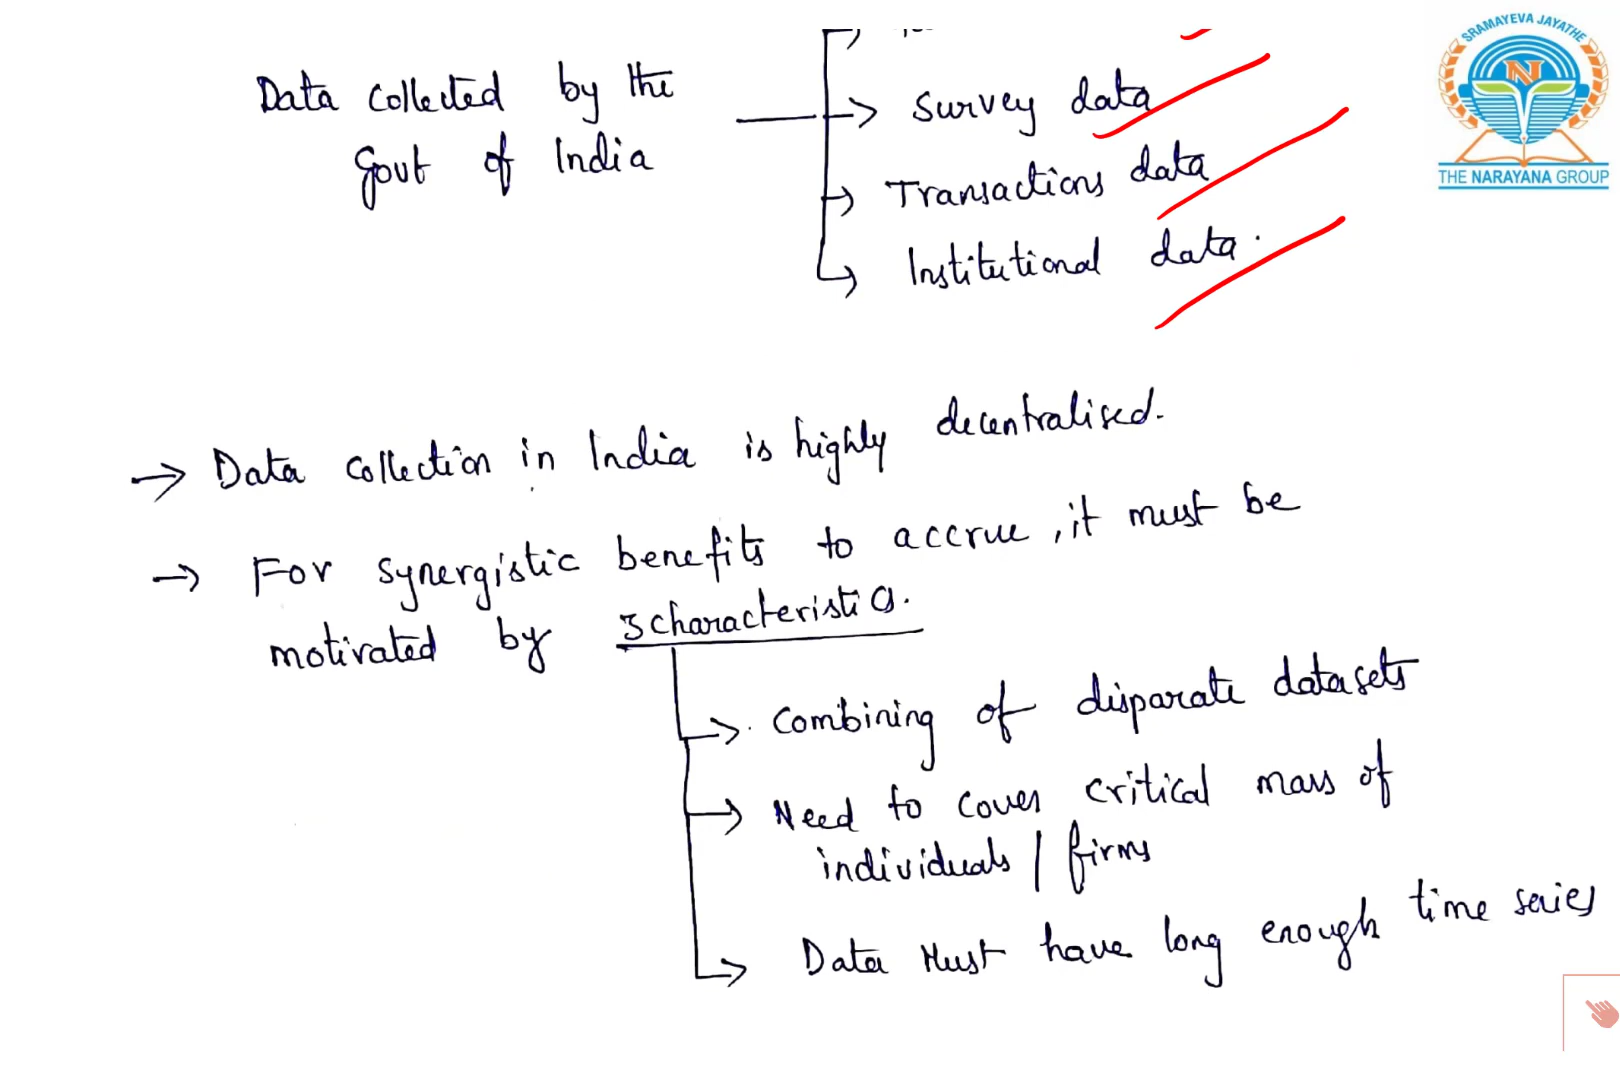 SRAMAYEVA JAYATHE
N
THE NARAYANA GROUP
Data collected by the
Govt of India
→ Survey data
→ Transactions data
→ Institutional data.
→ Data collection in India is highly decentralised.
→ For synergistic benefits to accrue, it must be
motivated by 3 characteristics.
→ Combining of disparate datasets
→ Need to cover critical mass of
individuals / firms
→ Data Must have long enough time series